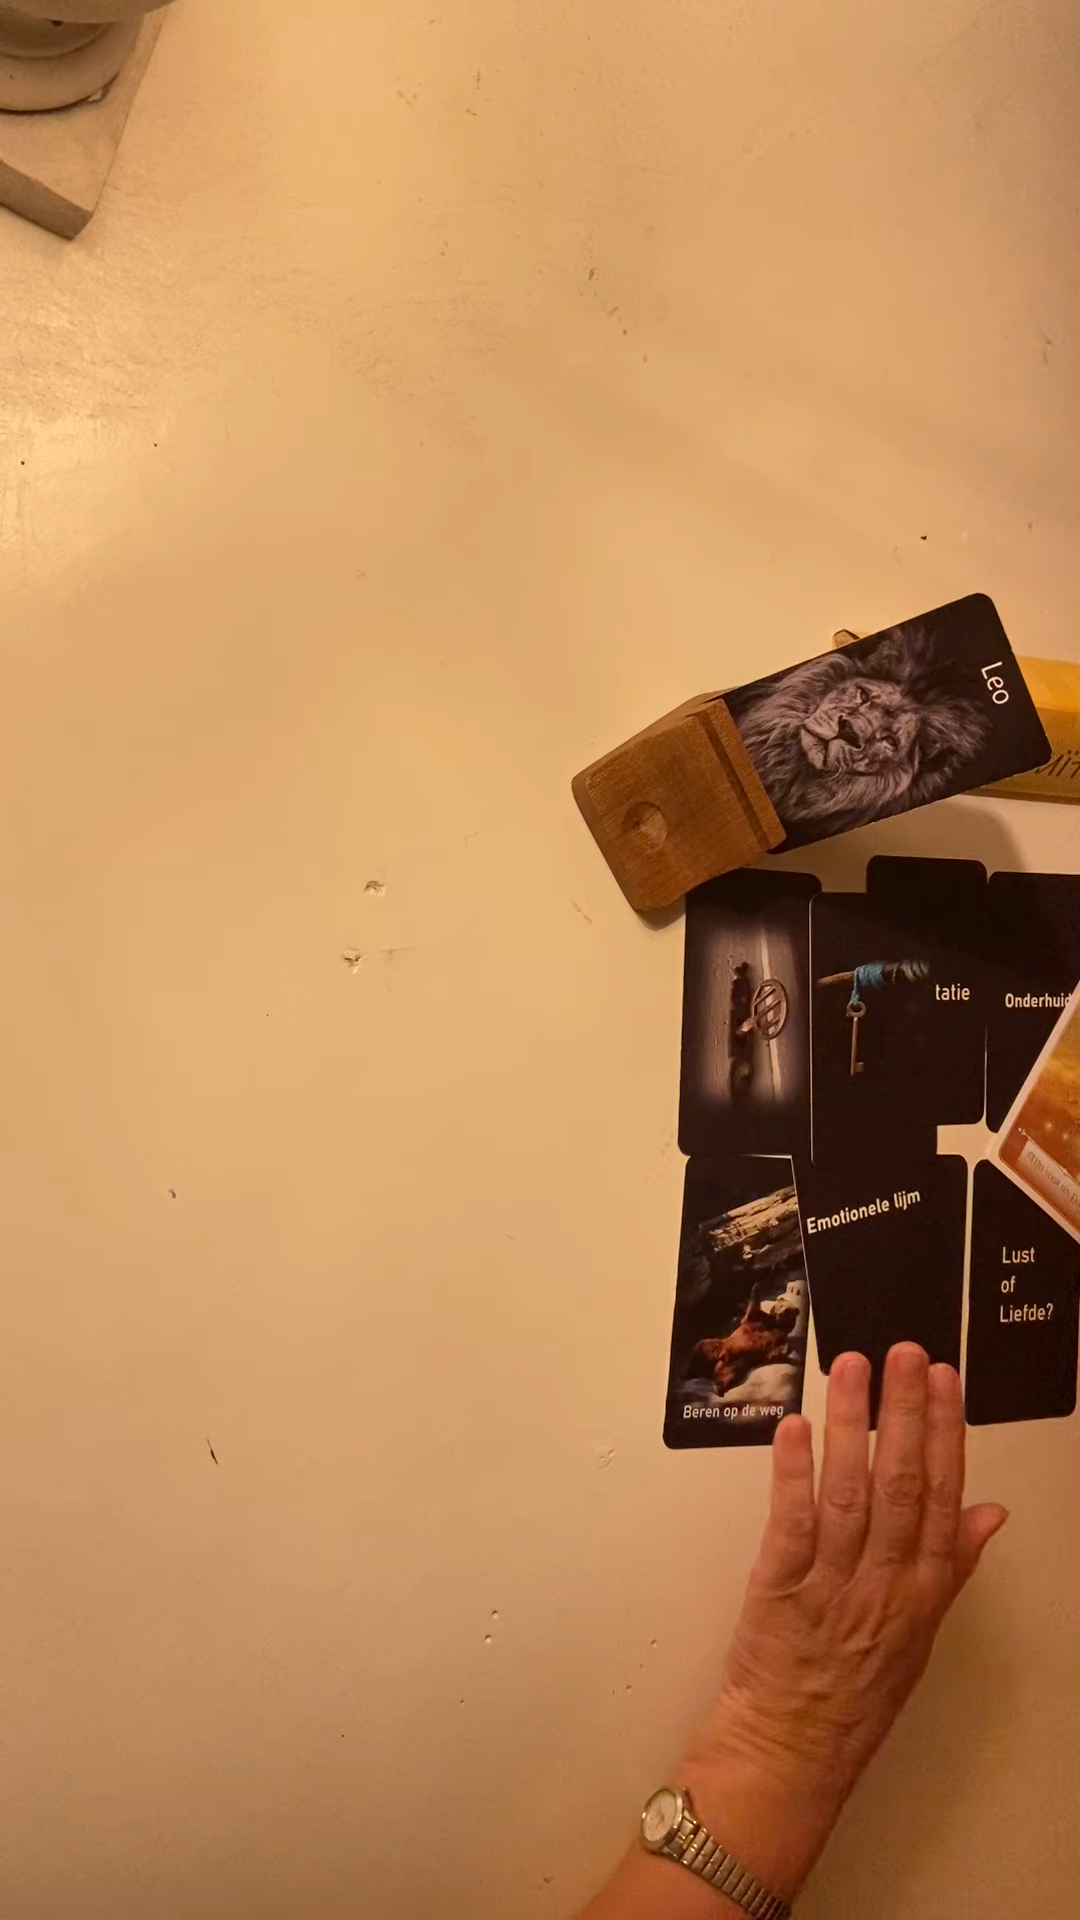 Leo
tatie
Onderhuid
Emotionele lijm
Lust
of
Liefde?
Beren op de weg